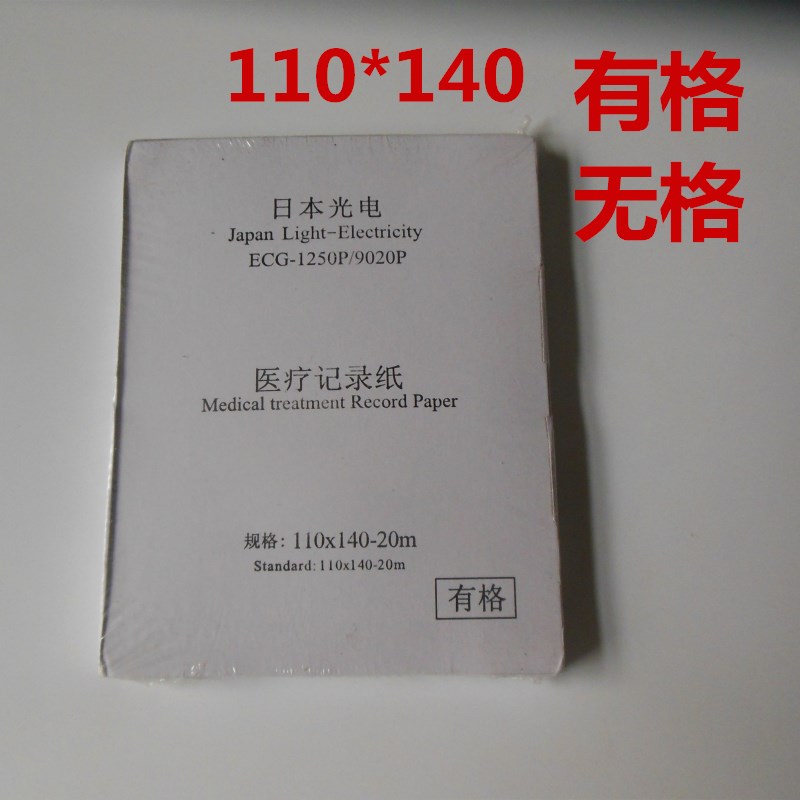 110*140
有格
无格
日本光电
Japan Light-Electricity
ECG-1250P/9020P
医疗记录纸
Medical treatment Record Paper
规格: 110x140-20m
Standard: 110x140-20m
有格